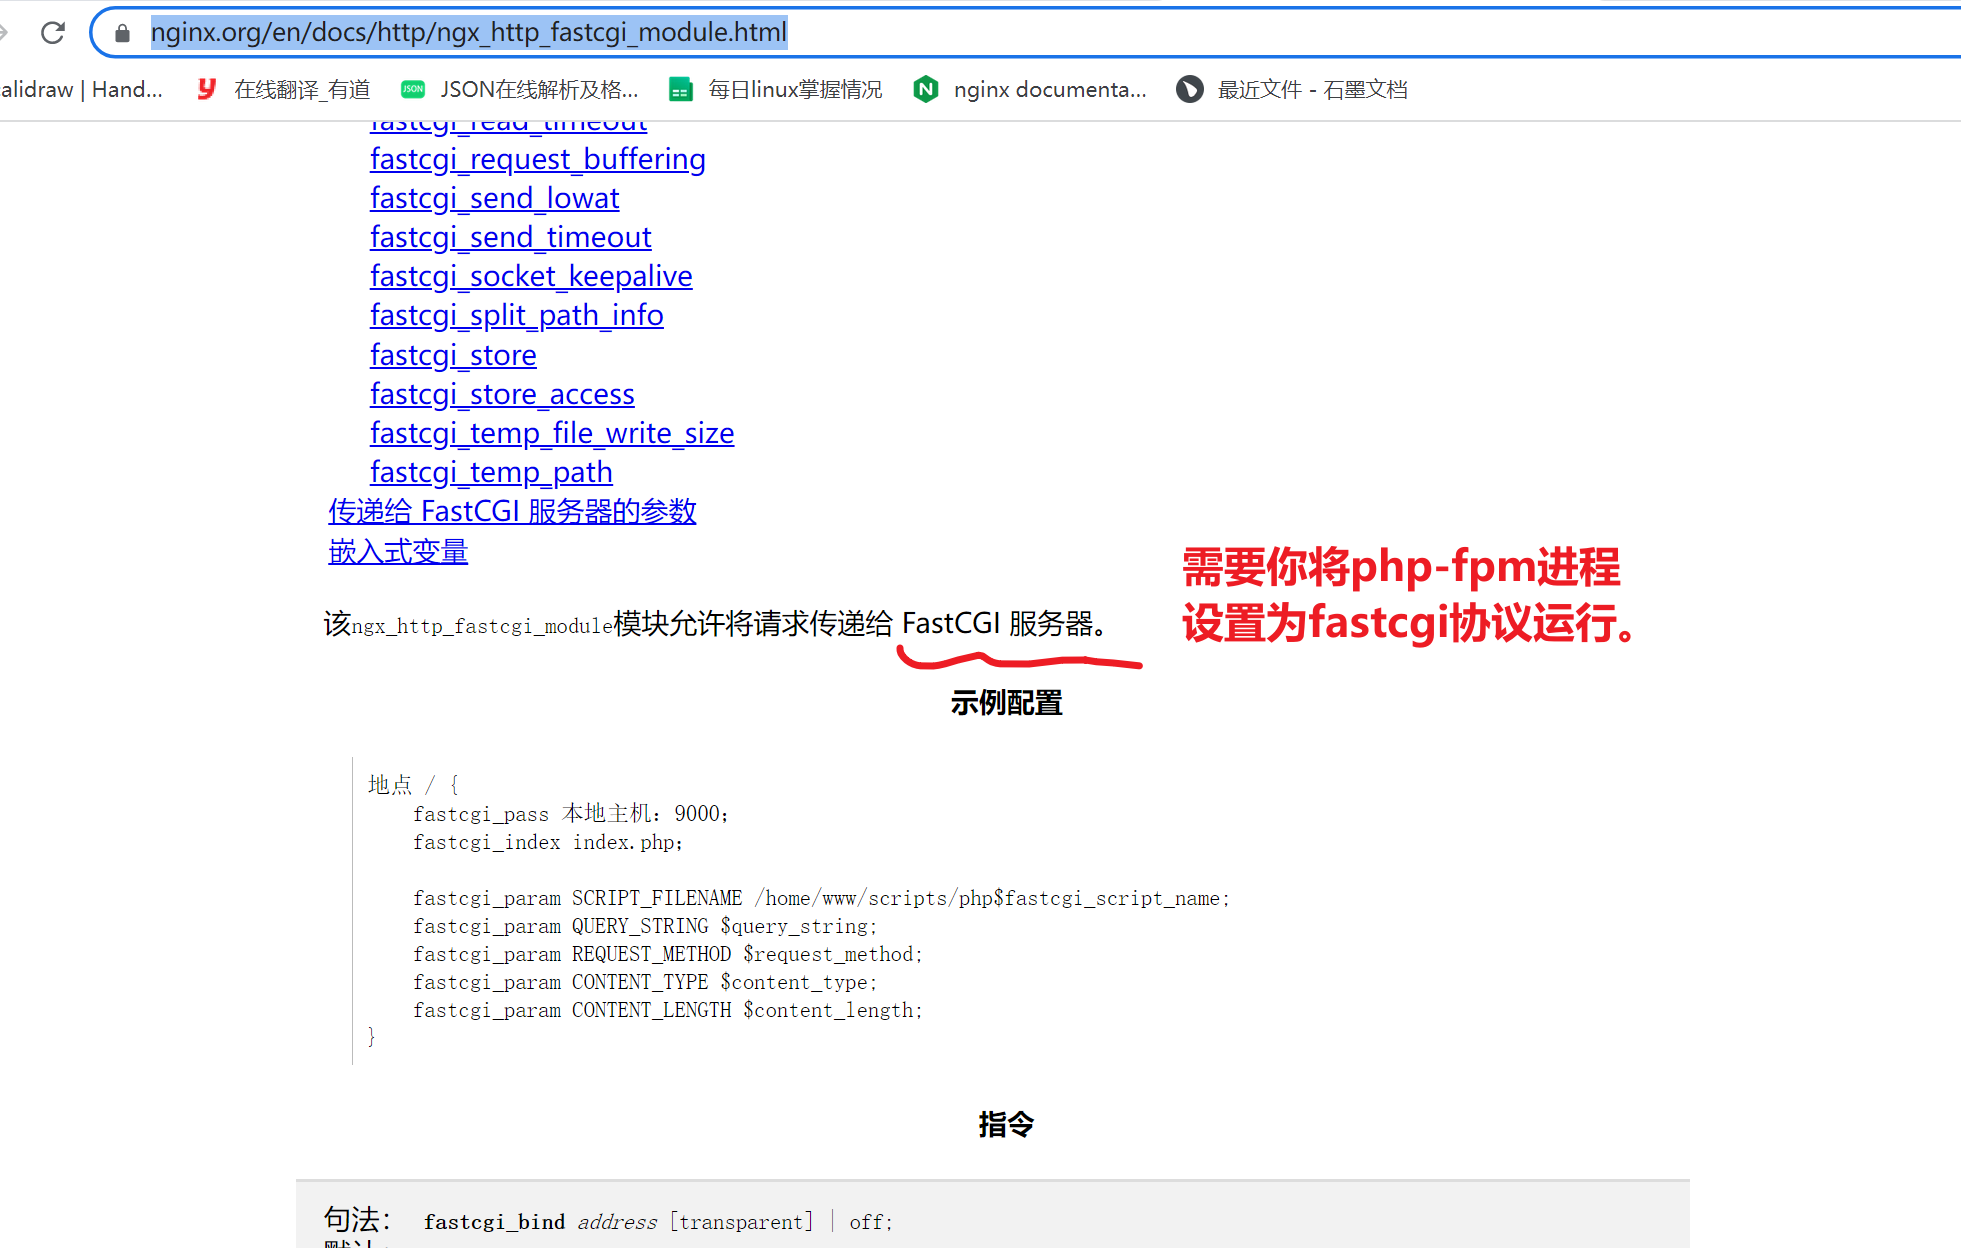 nginx.org/en/docs/http/ngx_http_fastcgi_module.html
alidraw | Hand...
在线翻译_有道
JSON在线解析及格...
每日linux掌握情况
nginx documenta...
最近文件 - 石墨文档
fastcgi_read_timeout
fastcgi_request_buffering
fastcgi_send_lowat
fastcgi_send_timeout
fastcgi_socket_keepalive
fastcgi_split_path_info
fastcgi_store
fastcgi_store_access
fastcgi_temp_file_write_size
fastcgi_temp_path
传递给 FastCGI 服务器的参数
嵌入式变量
需要你将php-fpm进程
设置为fastcgi协议运行。
该ngx_http_fastcgi_module模块允许将请求传递给 FastCGI 服务器。
示例配置
地点 / {
fastcgi_pass 本地主机：9000；
fastcgi_index index.php；
fastcgi_param SCRIPT_FILENAME /home/www/scripts/php$fastcgi_script_name;
fastcgi_param QUERY_STRING $query_string;
fastcgi_param REQUEST_METHOD $request_method;
fastcgi_param CONTENT_TYPE $content_type;
fastcgi_param CONTENT_LENGTH $content_length;
}
指令
句法： fastcgi_bind address [transparent] | off;